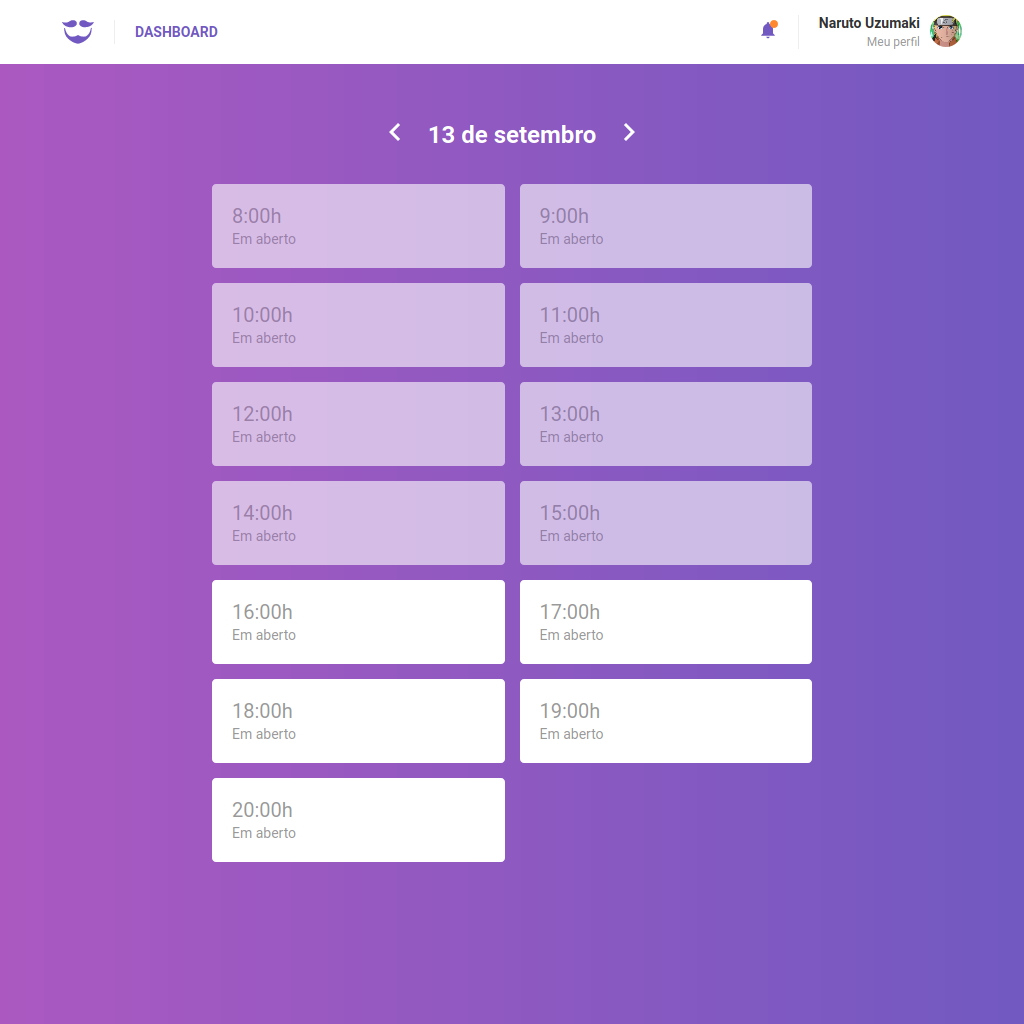 DASHBOARD
Naruto Uzumaki
Meu perfil
13 de setembro
8:00h
Em aberto
9:00h
Em aberto
10:00h
Em aberto
11:00h
Em aberto
12:00h
Em aberto
13:00h
Em aberto
14:00h
Em aberto
15:00h
Em aberto
16:00h
Em aberto
17:00h
Em aberto
18:00h
Em aberto
19:00h
Em aberto
20:00h
Em aberto